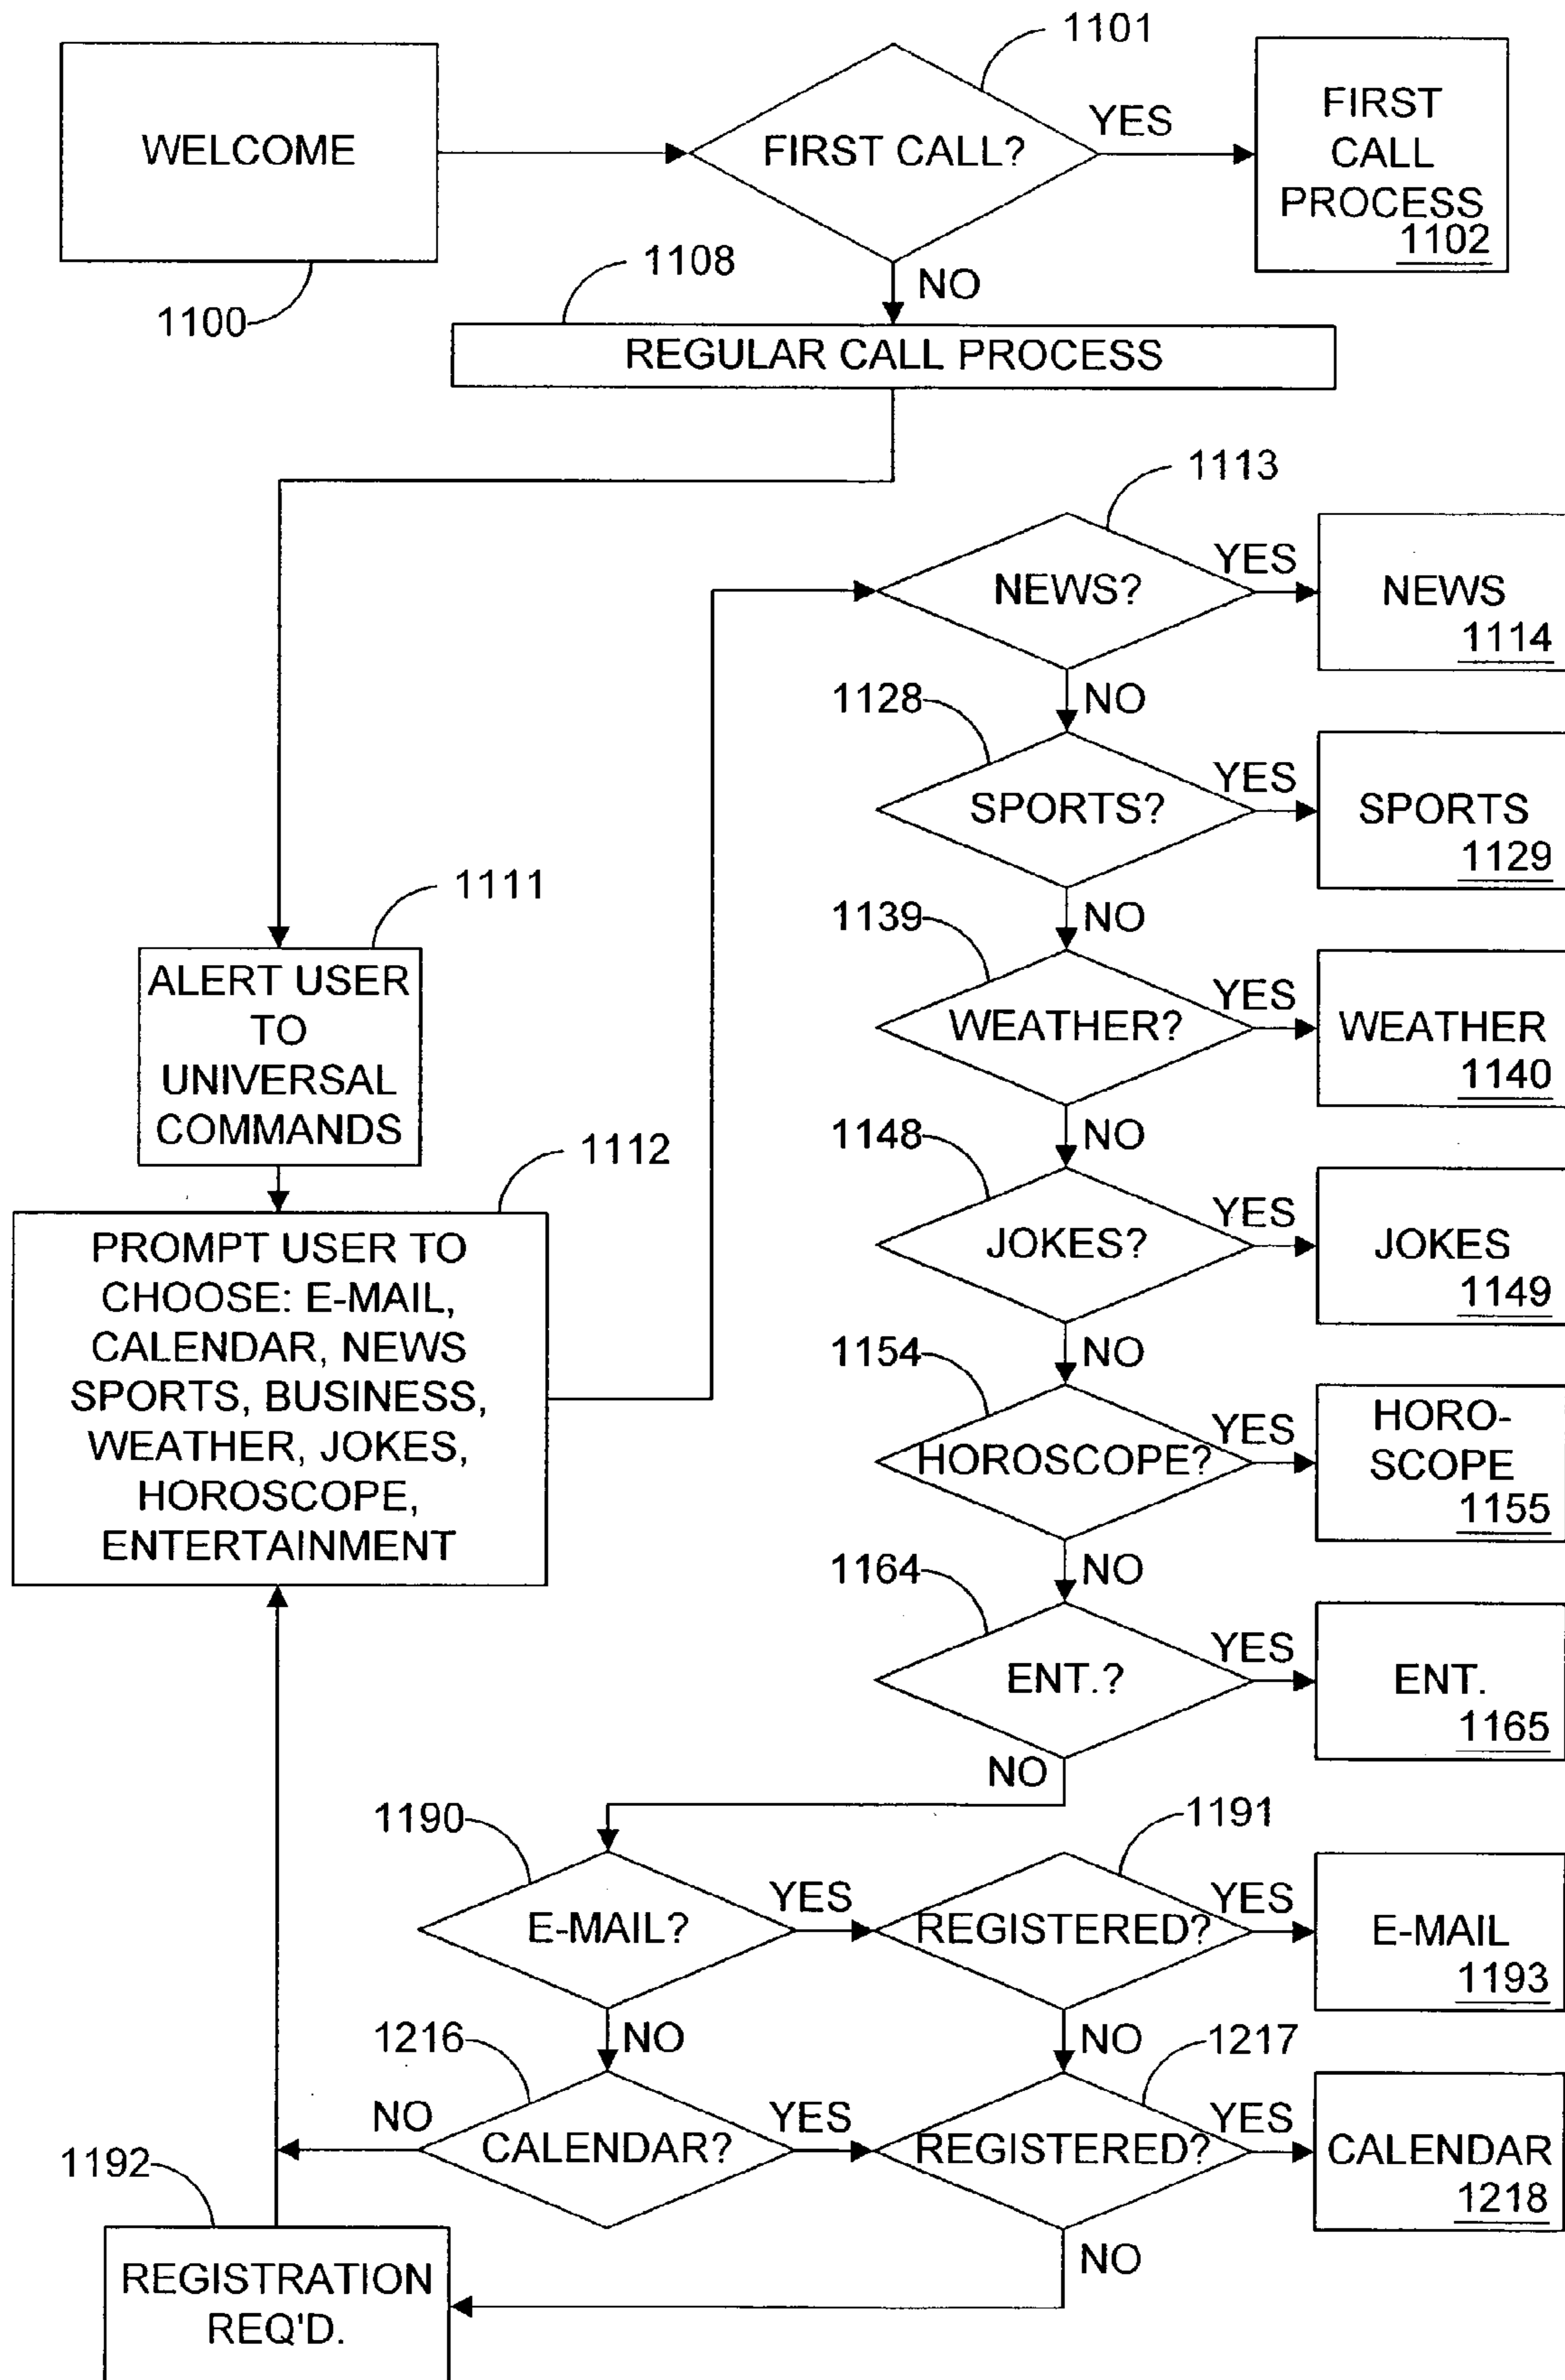 1101
WELCOME
FIRST CALL?
YES
FIRST
CALL
PROCESS
1102
1100
NO
1108
REGULAR CALL PROCESS
1113
NEWS?
YES
NEWS
1114
NO
1128
SPORTS?
YES
SPORTS
1129
NO
1139
WEATHER?
YES
WEATHER
1140
NO
1111
ALERT USER
TO
UNIVERSAL
COMMANDS
1112
PROMPT USER TO
CHOOSE: E-MAIL,
CALENDAR, NEWS
SPORTS, BUSINESS,
WEATHER, JOKES,
HOROSCOPE,
ENTERTAINMENT
1148
JOKES?
YES
JOKES
1149
NO
1154
HOROSCOPE?
YES
HORO-
SCOPE
1155
NO
1164
ENT.?
YES
ENT.
1165
NO
1190
E-MAIL?
YES
1191
REGISTERED?
YES
E-MAIL
1193
NO
NO
1216
CALENDAR?
NO
YES
1217
REGISTERED?
YES
CALENDAR
1218
NO
1192
REGISTRATION
REQ'D.